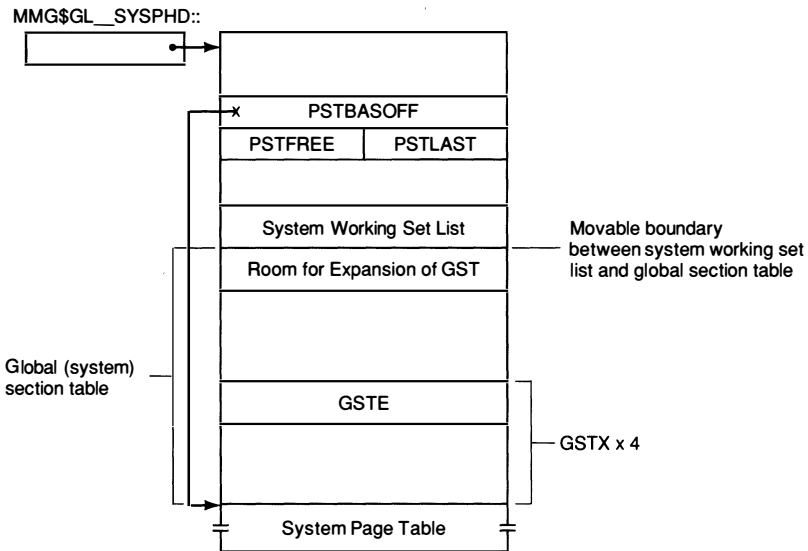 MMG$GL__SYSPHD::
PSTBASOFF
PSTFREE
PSTLAST
System Working Set List
Movable boundary
between system working set
list and global section table
Room for Expansion of GST
Global (system)
section table
GSTE
GSTX x 4
System Page Table